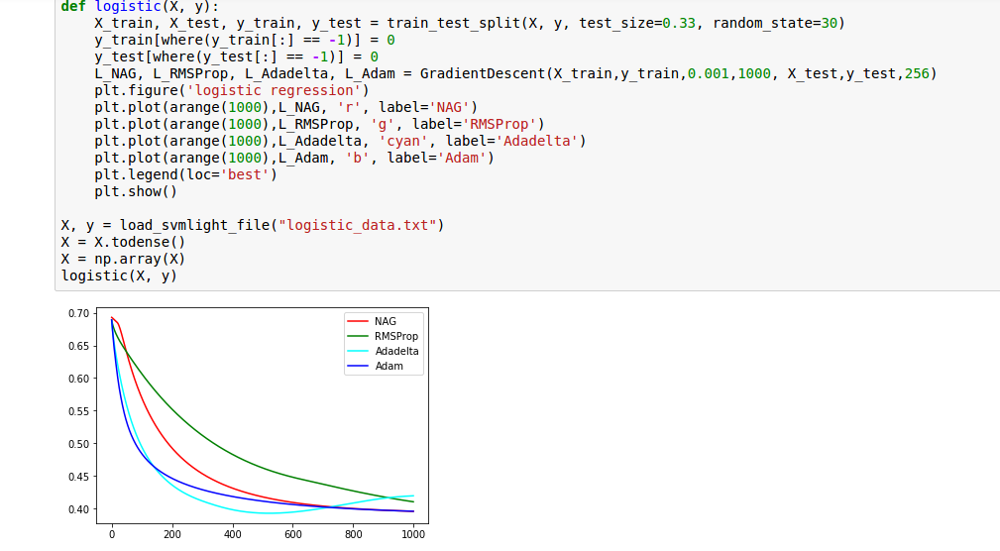 def logistic(X, y):
    X_train, X_test, y_train, y_test = train_test_split(X, y, test_size=0.33, random_state=30)
    y_train[where(y_train[:] == -1)] = 0
    y_test[where(y_test[:] == -1)] = 0
    L_NAG, L_RMSProp, L_Adadelta, L_Adam = GradientDescent(X_train,y_train,0.001,1000, X_test,y_test,256)
    plt.figure('logistic regression')
    plt.plot(arange(1000),L_NAG, 'r', label='NAG')
    plt.plot(arange(1000),L_RMSProp, 'g', label='RMSProp')
    plt.plot(arange(1000),L_Adadelta, 'cyan', label='Adadelta')
    plt.plot(arange(1000),L_Adam, 'b', label='Adam')
    plt.legend(loc='best')
    plt.show()
X, y = load_svmlight_file("logistic_data.txt")
X = X.todense()
X = np.array(X)
logistic(X, y)
0.70
0.65
0.60
0.55
0.50
0.45
0.40
NAG
RMSProp
Adadelta
Adam
0 200 400 600 800 1000